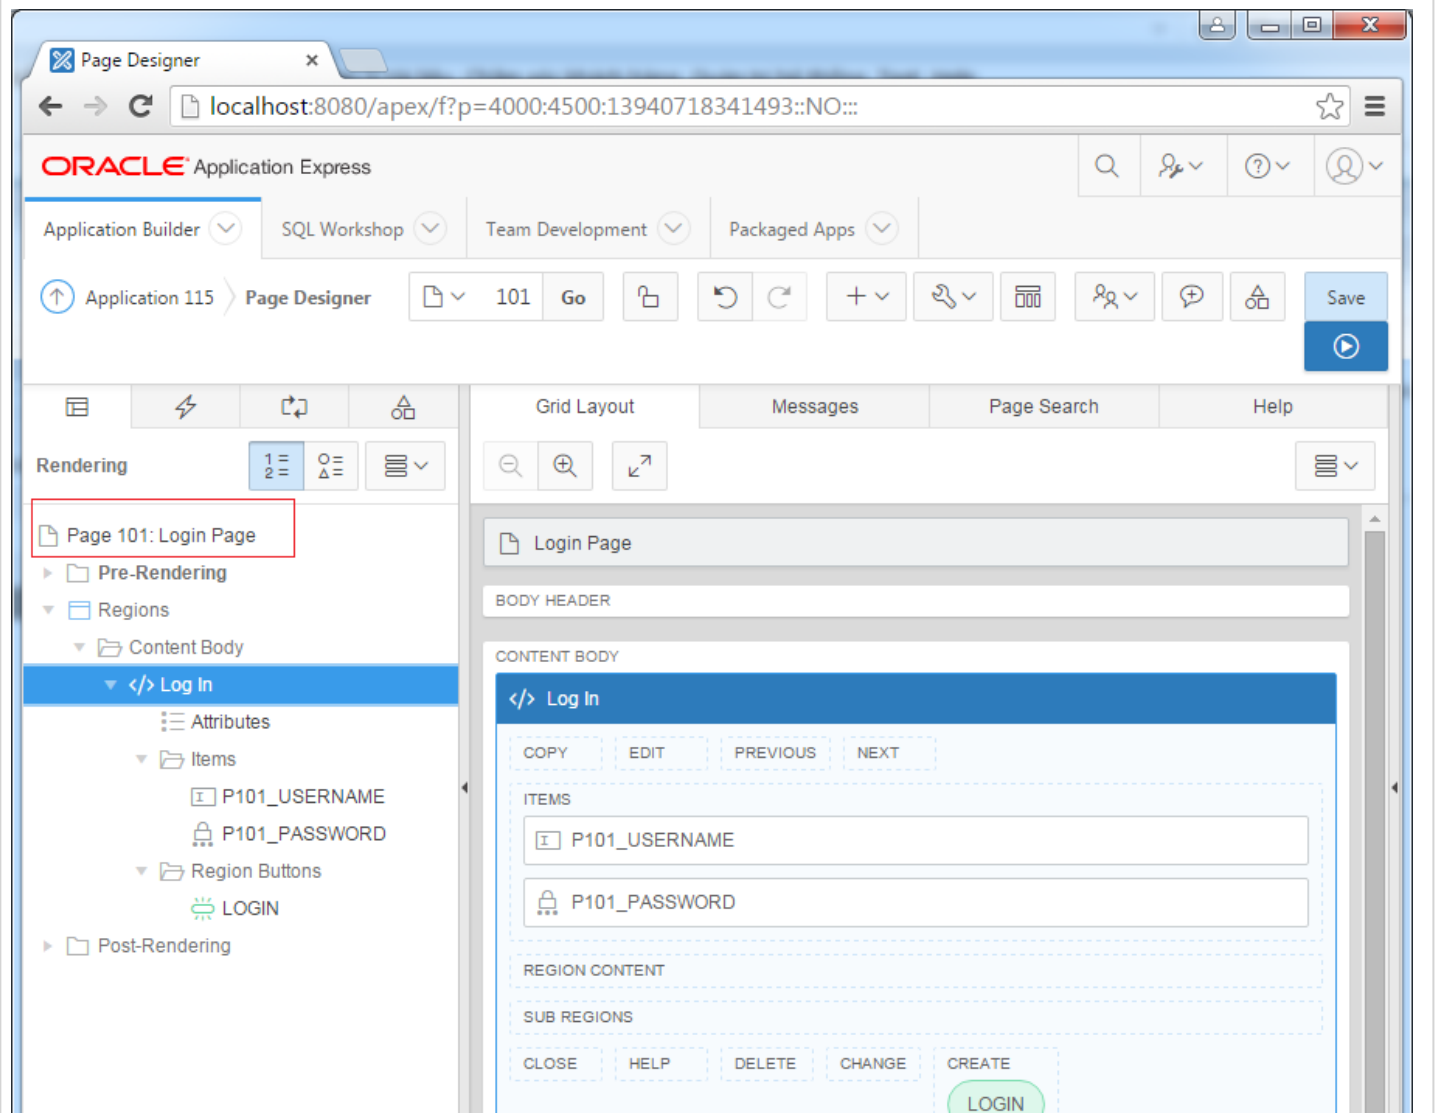 Page Designer
localhost:8080/apex/f?p=4000:4500:13940718341493::NO:::
ORACLE Application Express
Application Builder SQL Workshop Team Development Packaged Apps
Application 115 Page Designer 101 Go Save
Grid Layout Messages Page Search Help
Rendering
Page 101: Login Page
Pre-Rendering
Regions
Content Body
</> Log In
Attributes
Items
P101_USERNAME
P101_PASSWORD
Region Buttons
LOGIN
Post-Rendering
Login Page
BODY HEADER
CONTENT BODY
</> Log In
COPY EDIT PREVIOUS NEXT
ITEMS
P101_USERNAME
P101_PASSWORD
REGION CONTENT
SUB REGIONS
CLOSE HELP DELETE CHANGE CREATE
LOGIN